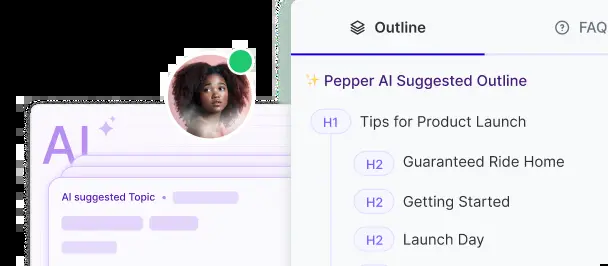 Outline
FAQ
✨ Pepper AI Suggested Outline
H1 Tips for Product Launch
H2 Guaranteed Ride Home
H2 Getting Started
H2 Launch Day
AI
AI suggested Topic